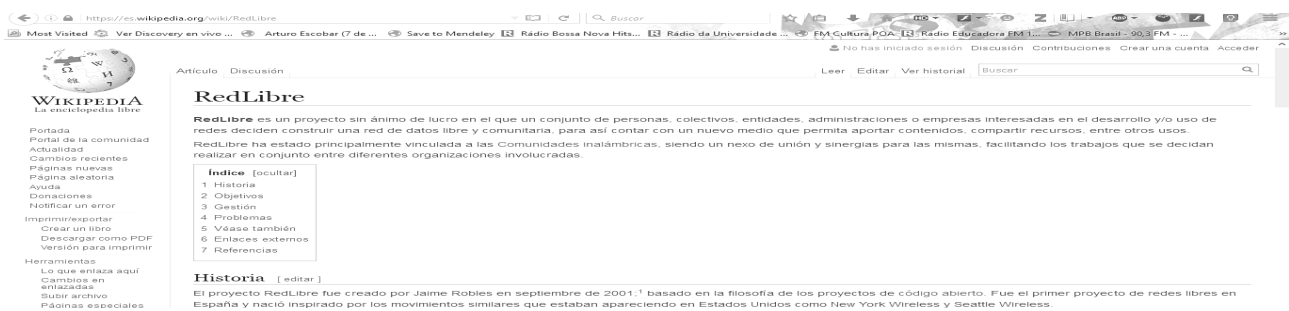 https://es.wikipedia.org/wiki/RedLibre
Buscar
Most Visited Ver Discovery en vivo ... Arturo Escobar (7 de ... Save to Mendeley Rádio Bossa Nova Hits... Rádio da Universidade ... FM Cultura POA Rádio Educadora FM 1... MPB Brasil - 90,3 FM - ...
No has iniciado sesión Discusión Contribuciones Crear una cuenta Acceder
Artículo Discusión Leer Editar Ver historial Buscar
WIKIPEDIA
La enciclopedia libre
Portada
Portal de la comunidad
Actualidad
Cambios recientes
Páginas nuevas
Página aleatoria
Ayuda
Donaciones
Notificar un error
Imprimir/exportar
Crear un libro
Descargar como PDF
Versión para imprimir
Herramientas
Lo que enlaza aquí
Cambios en
enlazadas
Subir archivo
Páginas especiales
RedLibre
RedLibre es un proyecto sin ánimo de lucro en el que un conjunto de personas, colectivos, entidades, administraciones o empresas interesadas en el desarrollo y/o uso de
redes deciden construir una red de datos libre y comunitaria, para así contar con un nuevo medio que permita aportar contenidos, compartir recursos, entre otros usos.
RedLibre ha estado principalmente vinculada a las Comunidades inalámbricas, siendo un nexo de unión y sinergias para las mismas, facilitando los trabajos que se decidan
realizar en conjunto entre diferentes organizaciones involucradas.
Índice [ocultar]
1 Historia
2 Objetivos
3 Gestión
4 Problemas
5 Véase también
6 Enlaces externos
7 Referencias
Historia [ editar ]
El proyecto RedLibre fue creado por Jaime Robles en septiembre de 2001,¹ basado en la filosofía de los proyectos de código abierto. Fue el primer proyecto de redes libres en
España y nació inspirado por los movimientos similares que estaban apareciendo en Estados Unidos como New York Wireless y Seattle Wireless.